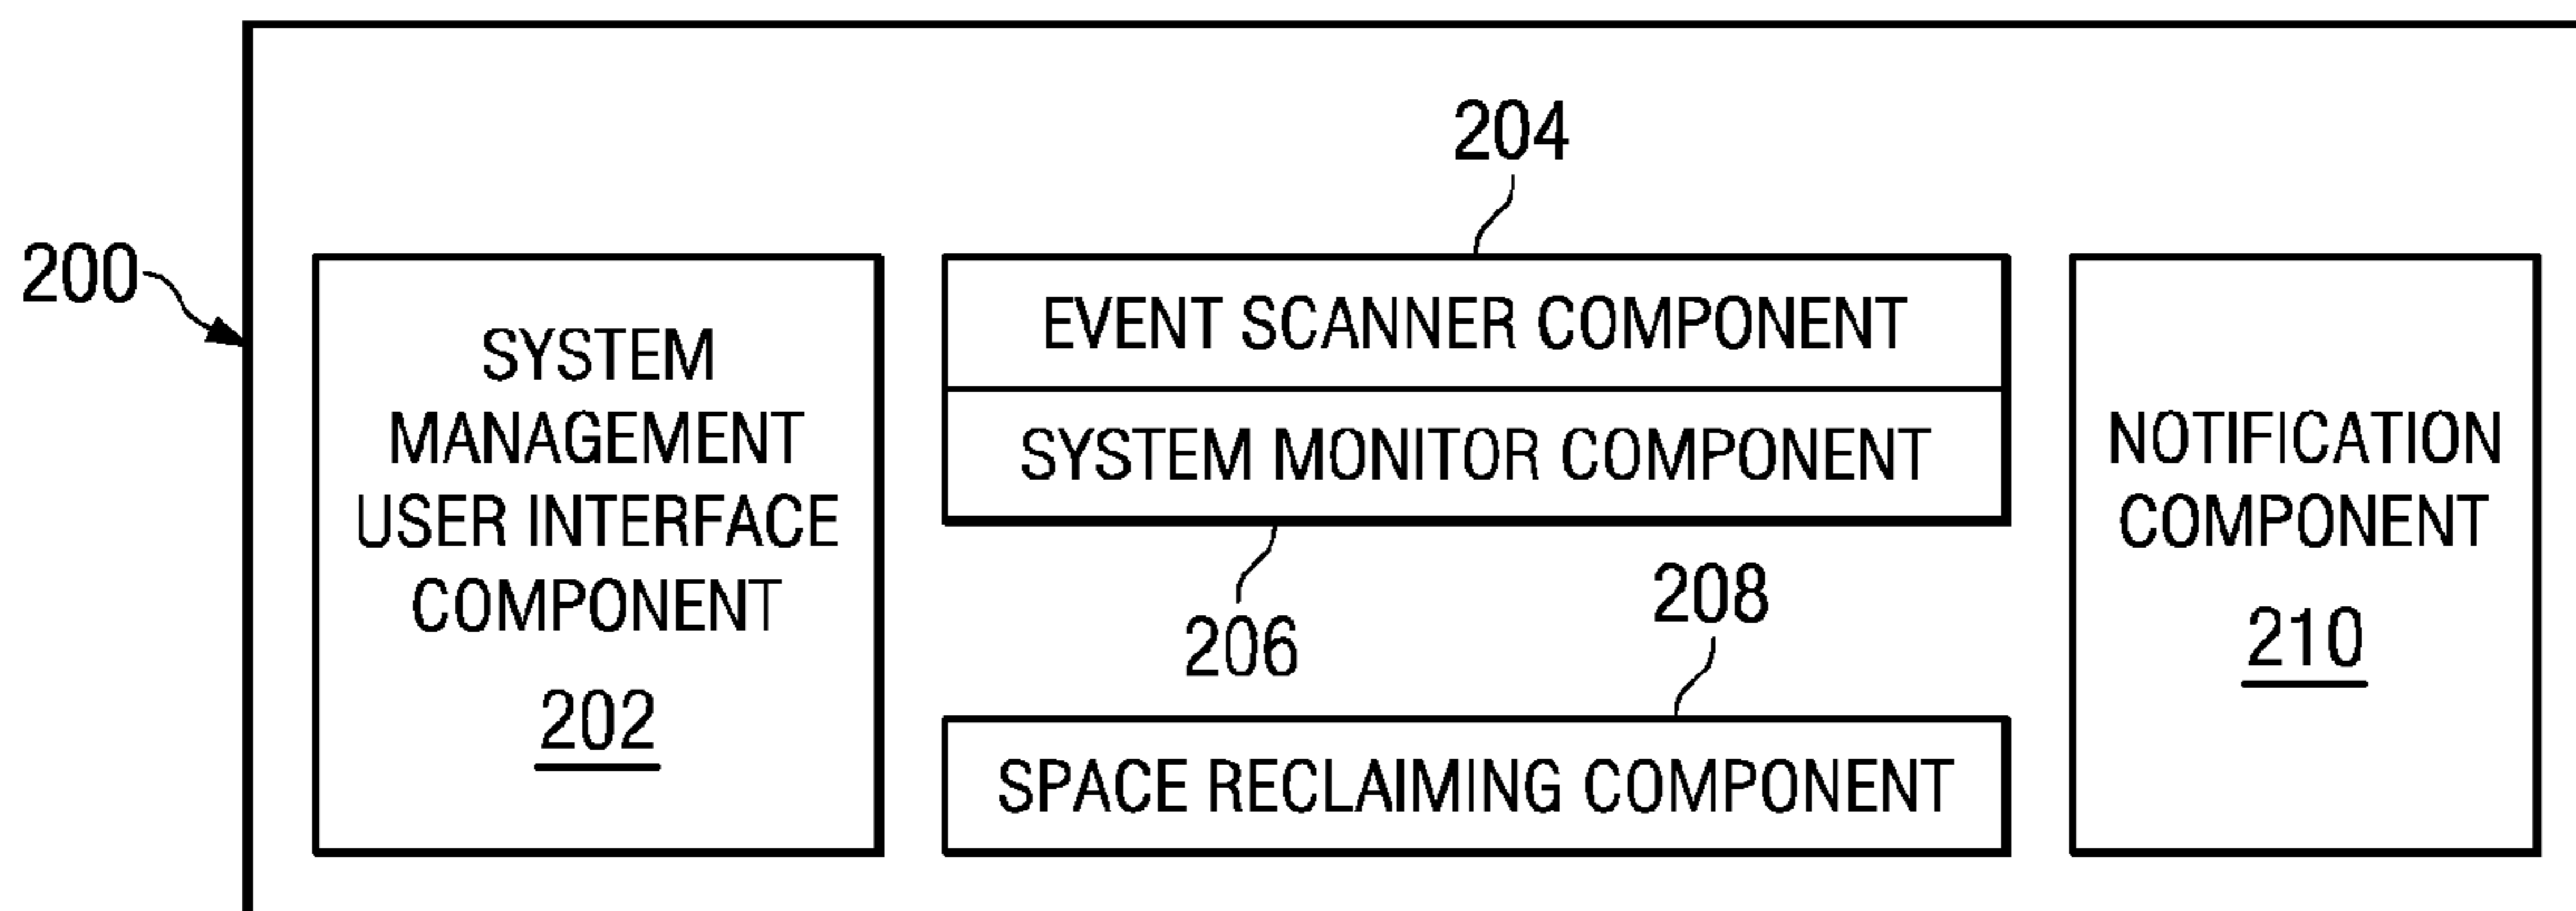 200
SYSTEM
MANAGEMENT
USER INTERFACE
COMPONENT
202
204
EVENT SCANNER COMPONENT
SYSTEM MONITOR COMPONENT
206
208
SPACE RECLAIMING COMPONENT
NOTIFICATION
COMPONENT
210